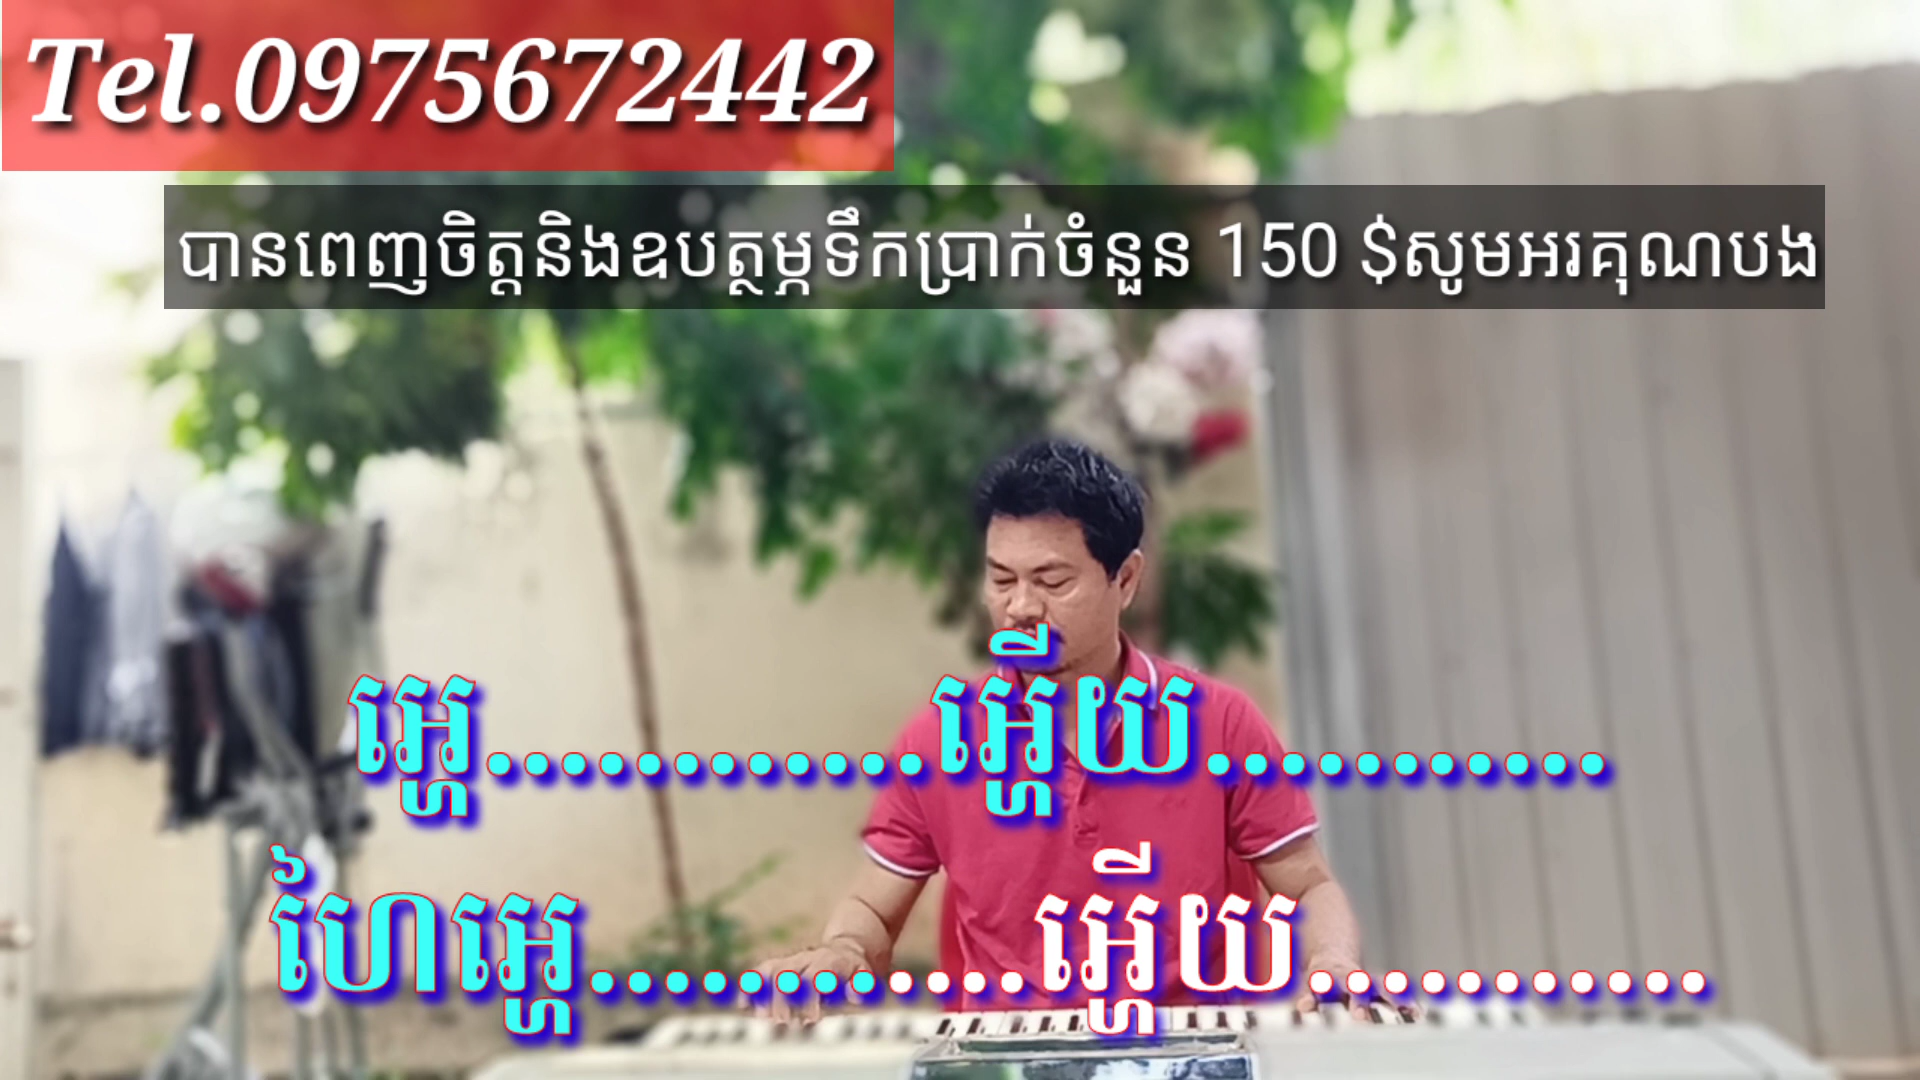 Tel.0975672442
បានពេញចិត្តនិងឧបត្ថម្ភទឹកប្រាក់ចំនួន 150 $សូមអរគុណបង
អ្ហេ............អ្ហើយ...........
ហៃអ្ហេ............អ្ហើយ...........